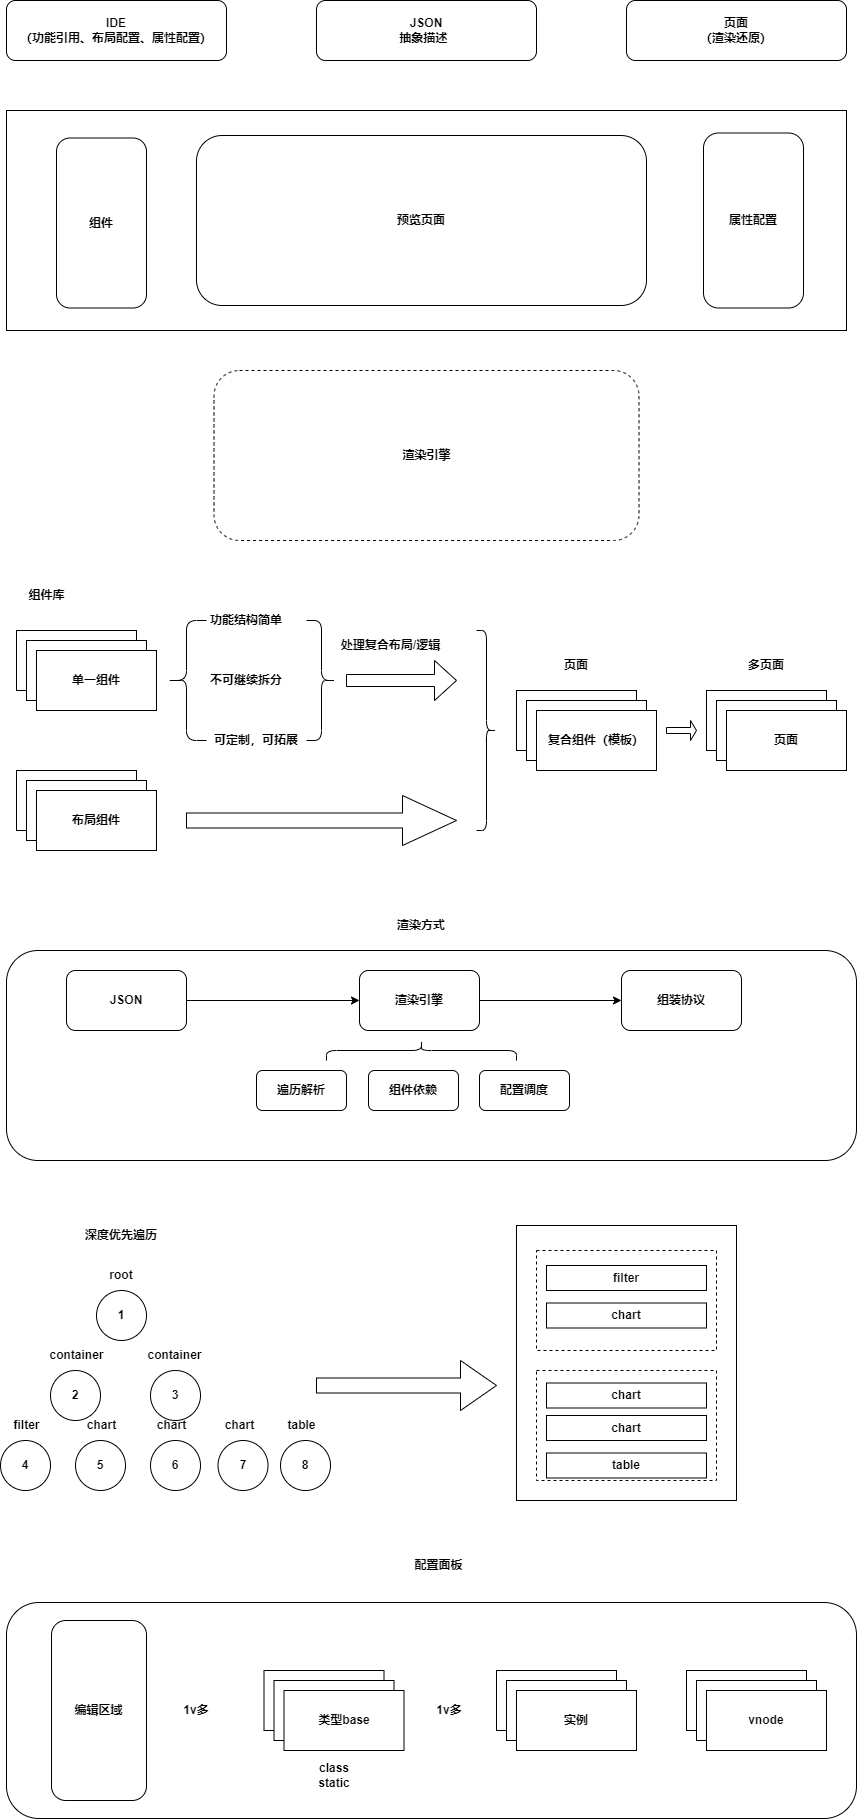 IDE
(功能引用、布局配置、属性配置)
JSON
抽象描述
页面
(渲染还原)
组件
预览页面
属性配置
渲染引擎
组件库
单一组件
功能结构简单
不可继续拆分
可定制，可拓展
处理复合布局/逻辑
布局组件
页面
复合组件（模板）
多页面
页面
渲染方式
JSON
渲染引擎
组装协议
遍历解析
组件依赖
配置调度
深度优先遍历
root
1
container
container
2
3
filter
chart
chart
chart
table
4
5
6
7
8
filter
chart
chart
chart
table
配置面板
编辑区域
1v多
类型base
class
static
1v多
实例
vnode